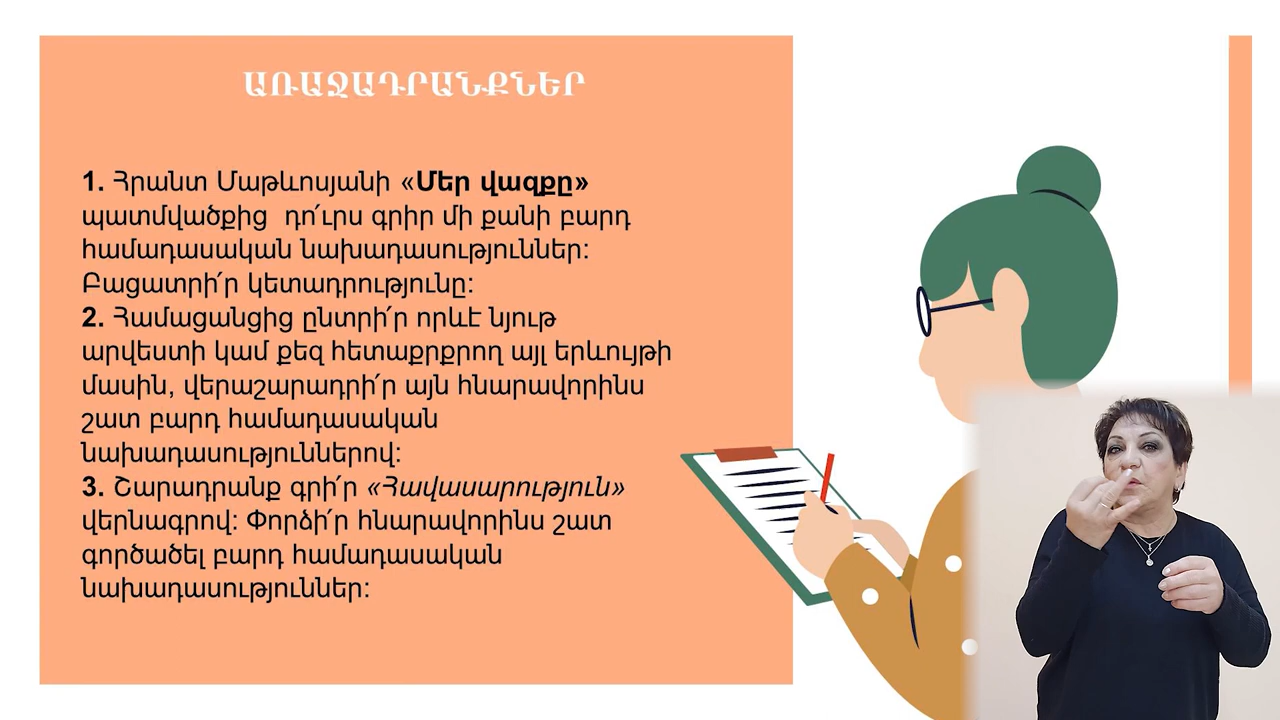 ԱՌԱՋԱԴՐԱՆՔՆԵՐ
1. Հրանտ Մաթևոսյանի «Մեր վազքը»
պատմվածքից դո՛ւրս գրիր մի քանի բարդ
համադասական նախադասություններ:
Բացատրի՛ր կետադրությունը:
2. Համացանցից ընտրի՛ր որևէ նյութ
արվեստի կամ քեզ հետաքրքրող այլ երևույթի
մասին, վերաշարադրի՛ր այն հնարավորինս
շատ բարդ համադասական
նախադասություններով:
3. Շարադրանք գրի՛ր «Հավասարություն»
վերնագրով: Փորձի՛ր հնարավորինս շատ
գործածել բարդ համադասական
նախադասություններ: